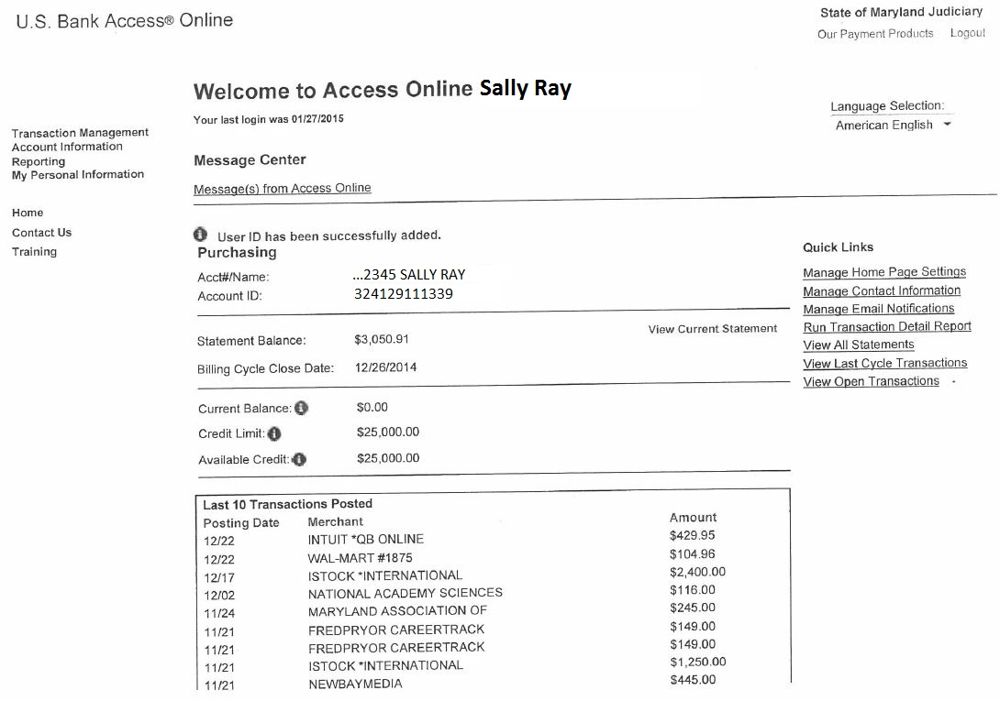 U.S. Bank Access® Online
State of Maryland Judiciary
Our Payment Products Logout
Welcome to Access Online Sally Ray
Your last login was 01/27/2015
Language Selection:
American English
Transaction Management
Account Information
Reporting
My Personal Information
Home
Contact Us
Training
Message Center
Message(s) from Access Online
User ID has been successfully added.
Purchasing
Acct#/Name: ...2345 SALLY RAY
Account ID: 324129111339
Statement Balance: $3,050.91 View Current Statement
Billing Cycle Close Date: 12/26/2014
Current Balance: $0.00
Credit Limit: $25,000.00
Available Credit: $25,000.00
Quick Links
Manage Home Page Settings
Manage Contact Information
Manage Email Notifications
Run Transaction Detail Report
View All Statements
View Last Cycle Transactions
View Open Transactions
Last 10 Transactions Posted
Posting Date Merchant Amount
12/22 INTUIT *QB ONLINE $429.95
12/22 WAL-MART #1875 $104.96
12/17 ISTOCK *INTERNATIONAL $2,400.00
12/02 NATIONAL ACADEMY SCIENCES $116.00
11/24 MARYLAND ASSOCIATION OF $245.00
11/21 FREDPRYOR CAREERTRACK $149.00
11/21 FREDPRYOR CAREERTRACK $149.00
11/21 ISTOCK *INTERNATIONAL $1,250.00
11/21 NEWBAYMEDIA $445.00